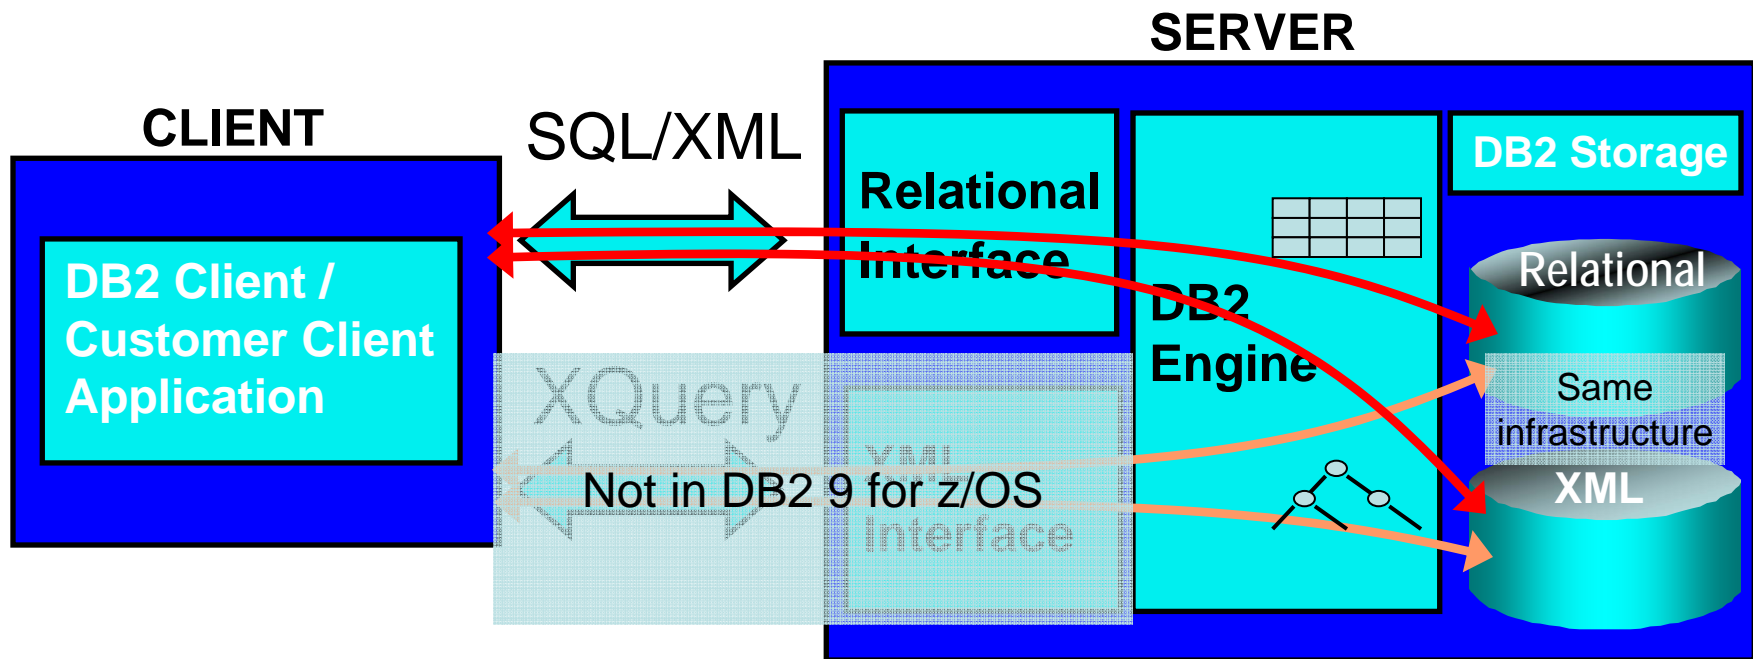 SERVER
CLIENT
SQL/XML
DB2 Storage
Relational
Interface
Relational
DB2 Client /
Customer Client
Application
DB2
Engine
XQuery
Same
infrastructure
XML
Interface
Not in DB2 9 for z/OS
XML